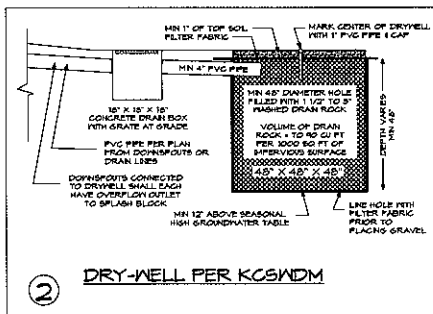 MIN 1" OF TOP SOIL
FILTER FABRIC
MARK CENTER OF DRYWELL
WITH 1" PVC PIPE & CAP
MIN 4" PVC PIPE
18" X 18" X 18"
CONCRETE DRAIN BOX
WITH GRATE AT GRADE
PVC PIPE PER PLAN
FROM DOWNSPOUTS OR
DRAIN LINES
DOWNSPOUTS CONNECTED
TO DRYWELL SHALL EACH
HAVE OVERFLOW OUTLET
TO SPLASH BLOCK
MIN 48" DIAMETER HOLE
FILLED WITH 1 1/2" TO 3"
WASHED DRAIN ROCK
VOLUME OF DRAIN
ROCK = TO 90 CU FT
PER 1000 SQ FT OF
IMPERVIOUS SURFACE
48" X 48" X 48"
DEPTH VARIES
MIN 48"
MIN 12" ABOVE SEASONAL
HIGH GROUNDWATER TABLE
LINE HOLE WITH
FILTER FABRIC
PRIOR TO
PLACING GRAVEL
2 DRY-WELL PER KCSWDM